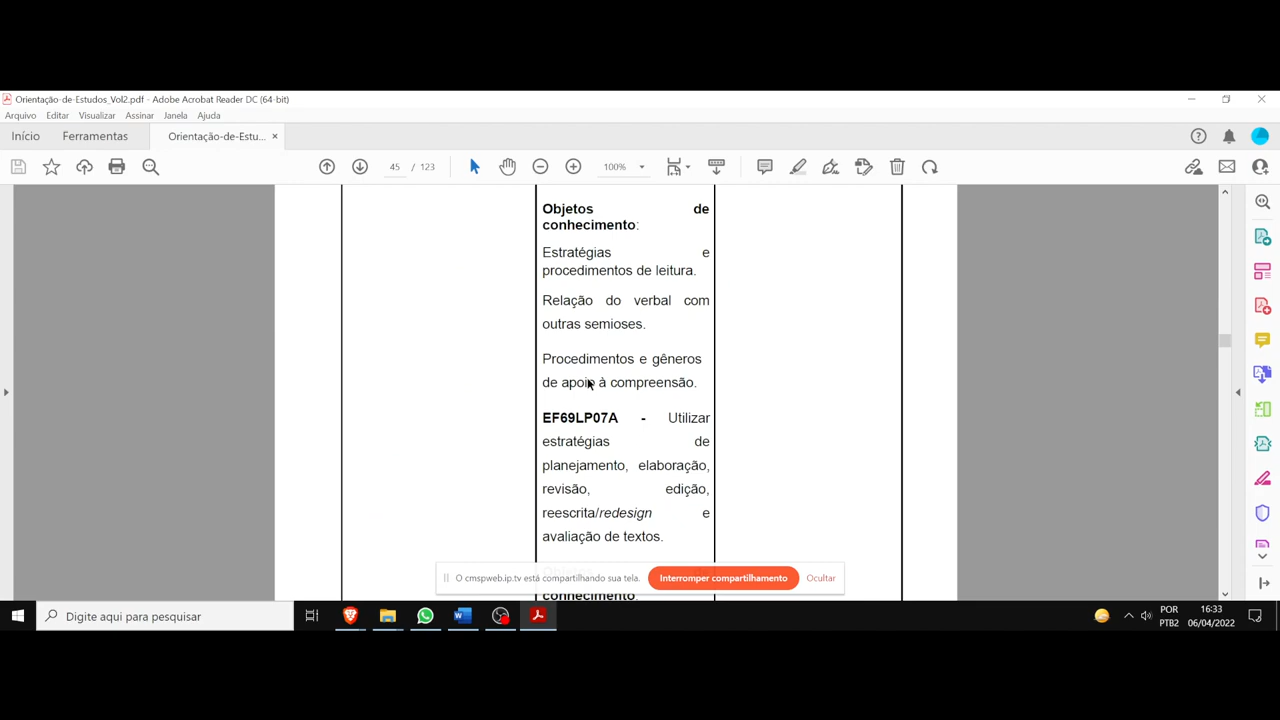 Orientação-de-Estudos_Vol2.pdf - Adobe Acrobat Reader DC (64-bit)
Arquivo Editar Visualizar Assinar Janela Ajuda
Início Ferramentas Orientação-de-Estu... ×
45 / 123 100%
Objetos de
conhecimento:
Estratégias e
procedimentos de leitura.
Relação do verbal com
outras semioses.
Procedimentos e gêneros
de apoio à compreensão.
EF69LP07A - Utilizar
estratégias de
planejamento, elaboração,
revisão, edição,
reescrita/redesign e
avaliação de textos.
O cmspweb.ip.tv está compartilhando sua tela. Interromper compartilhamento Ocultar
conhecimento:
Digite aqui para pesquisar
POR 16:33
PTB2 06/04/2022